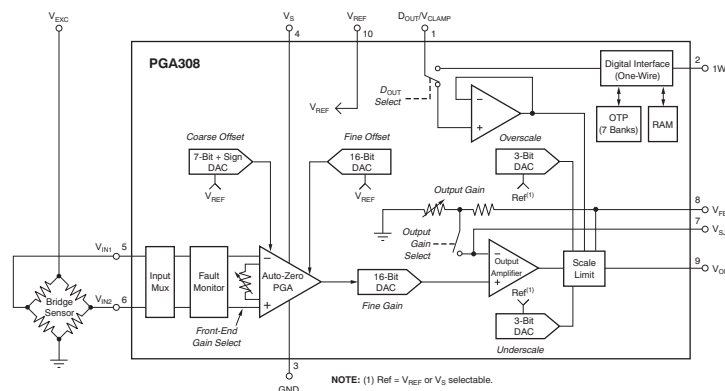 VEXC
VS
4
VREF
10
DOUT/VCLAMP
1
PGA308
2
1W
Digital Interface
(One-Wire)
VREF
DOUT
Select
OTP
(7 Banks)
RAM
Coarse Offset
Fine Offset
Overscale
7-Bit + Sign
DAC
16-Bit
DAC
3-Bit
DAC
VREF
VREF
Ref(1)
Output Gain
8
7
Output
Gain
Select
VIN1
5
Input
Mux
Fault
Monitor
Auto-Zero
PGA
16-Bit
DAC
Output
Amplifier
Scale
Limit
9
Bridge
Sensor
VIN2
6
Fine Gain
Ref(1)
Front-End
Gain Select
3-Bit
DAC
Underscale
3
GND
NOTE: (1) Ref = VREF or VS selectable.